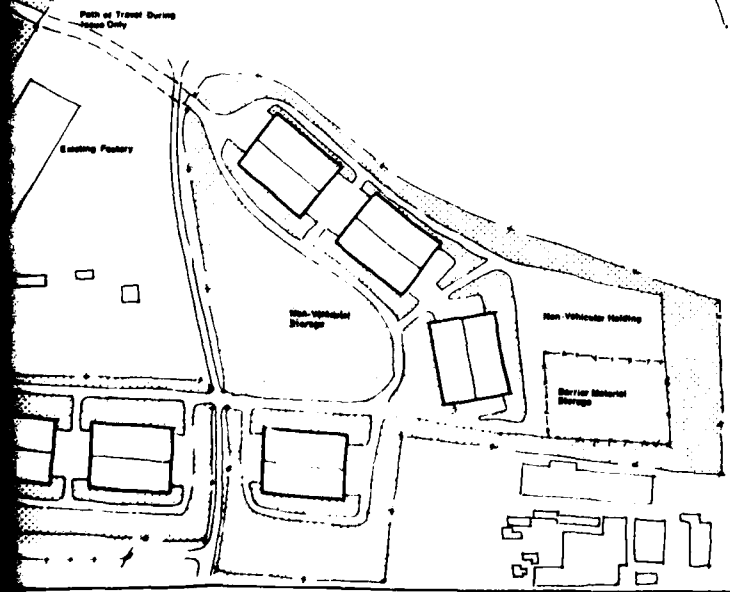 Path of Travel During
Issue Only
Existing Factory
Non-Vehicular
Storage
Non-Vehicular Holding
Barrier Material
Storage